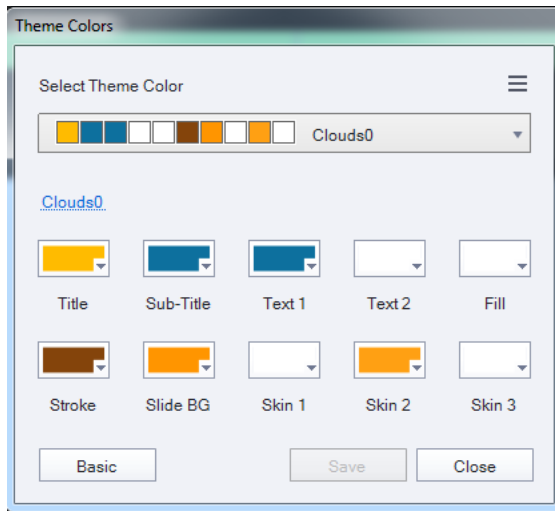 Theme Colors
Select Theme Color
Clouds0
Clouds0
Title Sub-Title Text 1 Text 2 Fill
Stroke Slide BG Skin 1 Skin 2 Skin 3
Basic Save Close